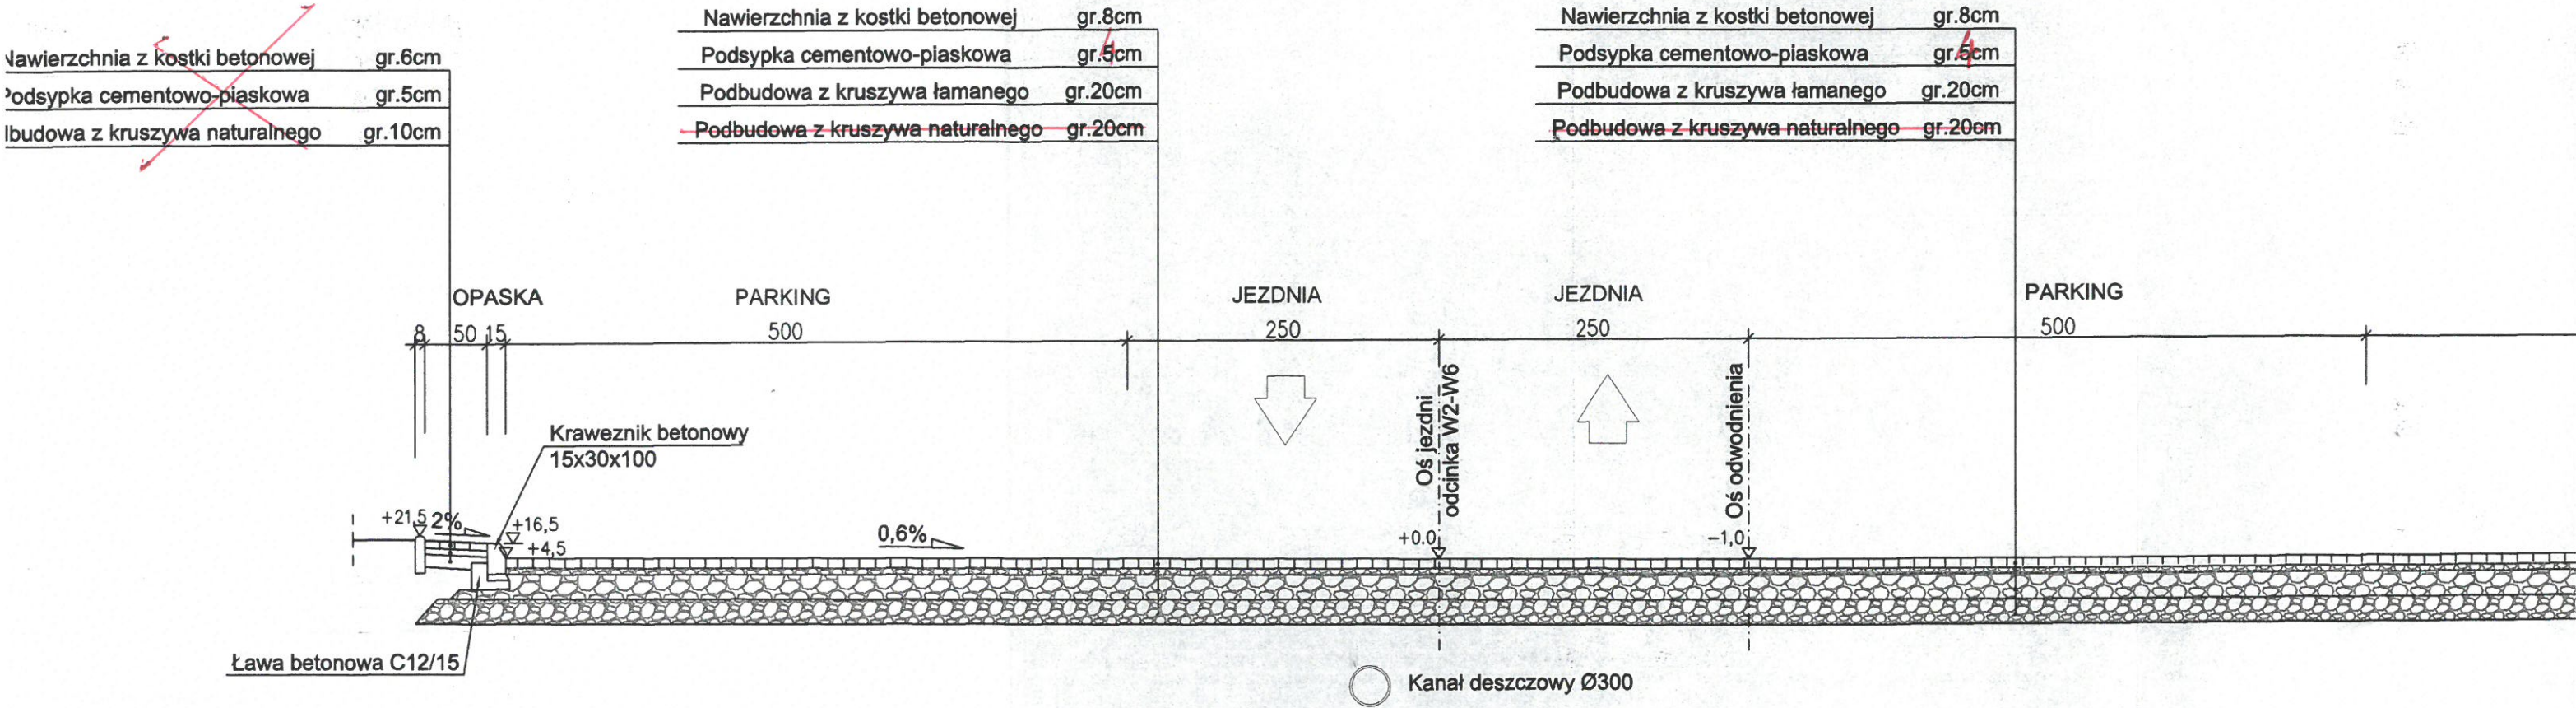 Nawierzchnia z kostki betonowej gr.6cm
Podsypka cementowo-piaskowa gr.5cm
dbudowa z kruszywa naturalnego gr.10cm
Nawierzchnia z kostki betonowej gr.8cm
Podsypka cementowo-piaskowa gr.5cm
4
Podbudowa z kruszywa łamanego gr.20cm
Podbudowa z kruszywa naturalnego gr.20cm
Nawierzchnia z kostki betonowej gr.8cm
Podsypka cementowo-piaskowa gr.5cm
4
Podbudowa z kruszywa łamanego gr.20cm
Podbudowa z kruszywa naturalnego gr.20cm
OPASKA PARKING JEZDNIA JEZDNIA PARKING
8 50 15 500 250 250 500
Kraweznik betonowy
15x30x100
Oś jezdni
odcinka W2-W6
Oś odwodnienia
+21,5 2% +16,5
+4,5
0,6%
+0.0
-1,0
Ława betonowa C12/15
Kanał deszczowy Ø300